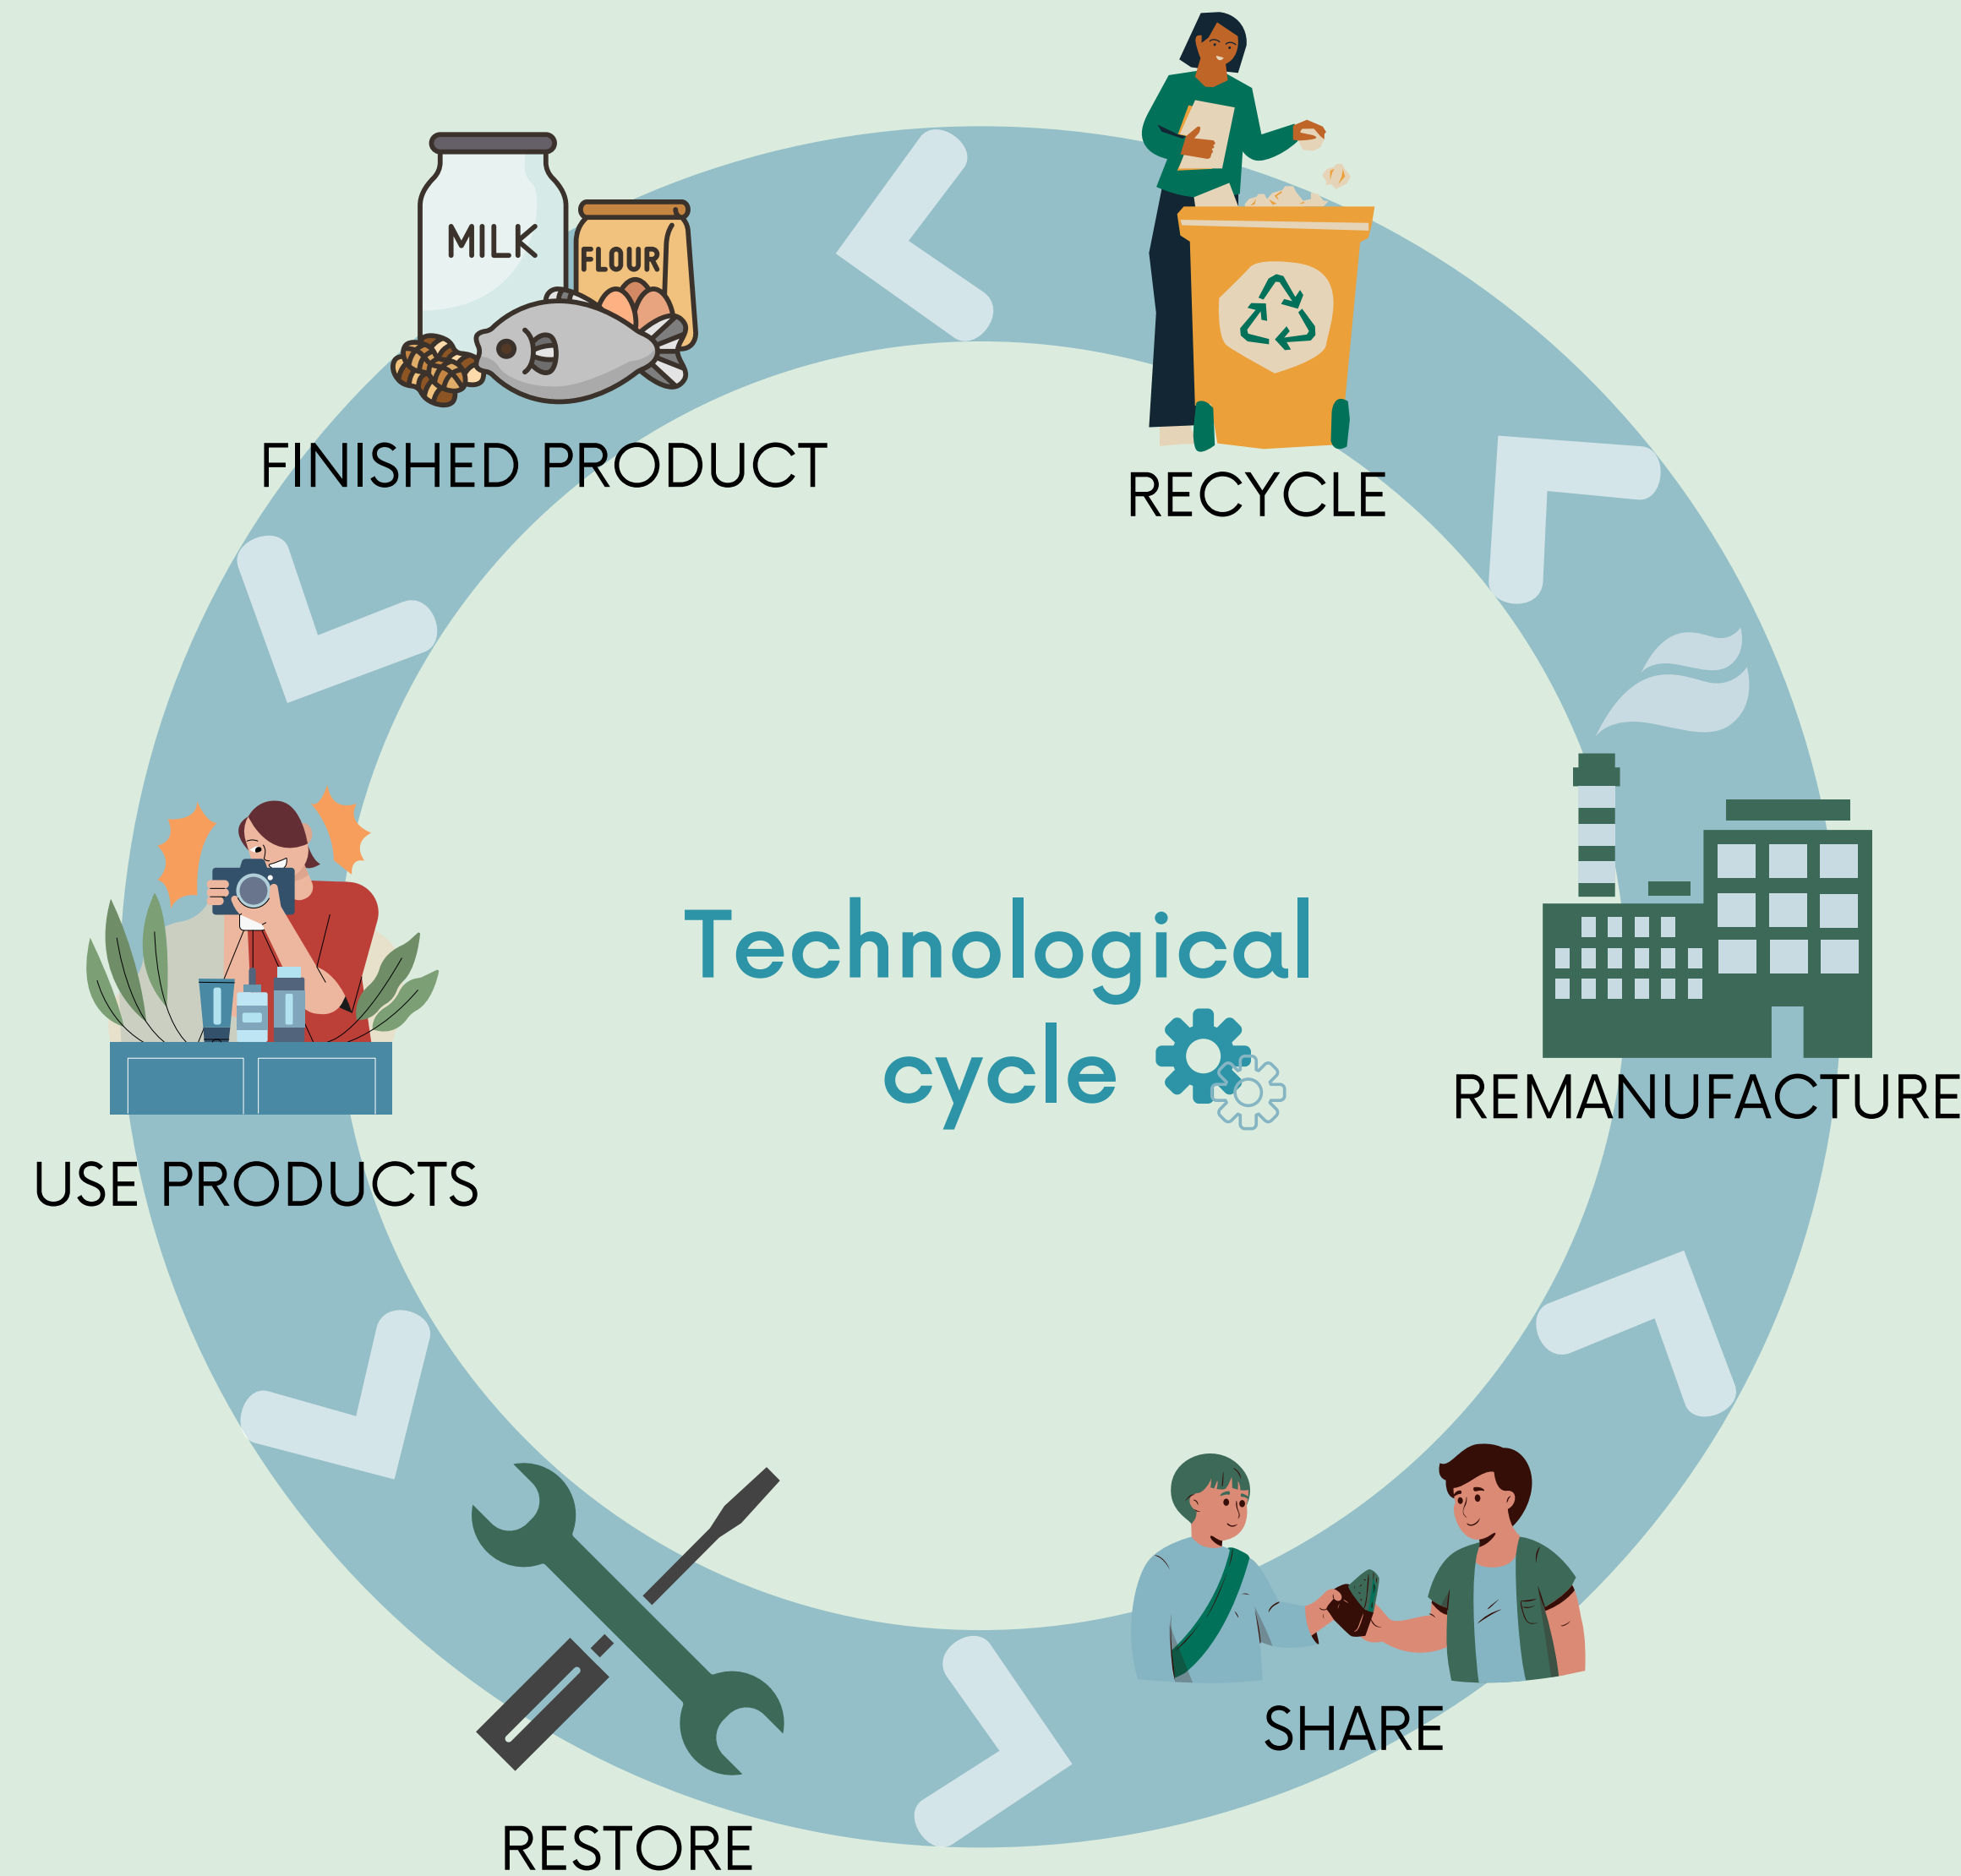 MILK
FLOUR
FINISHED PRODUCT
RECYCLE
Technological
cycle
REMANUFACTURE
USE PRODUCTS
SHARE
RESTORE